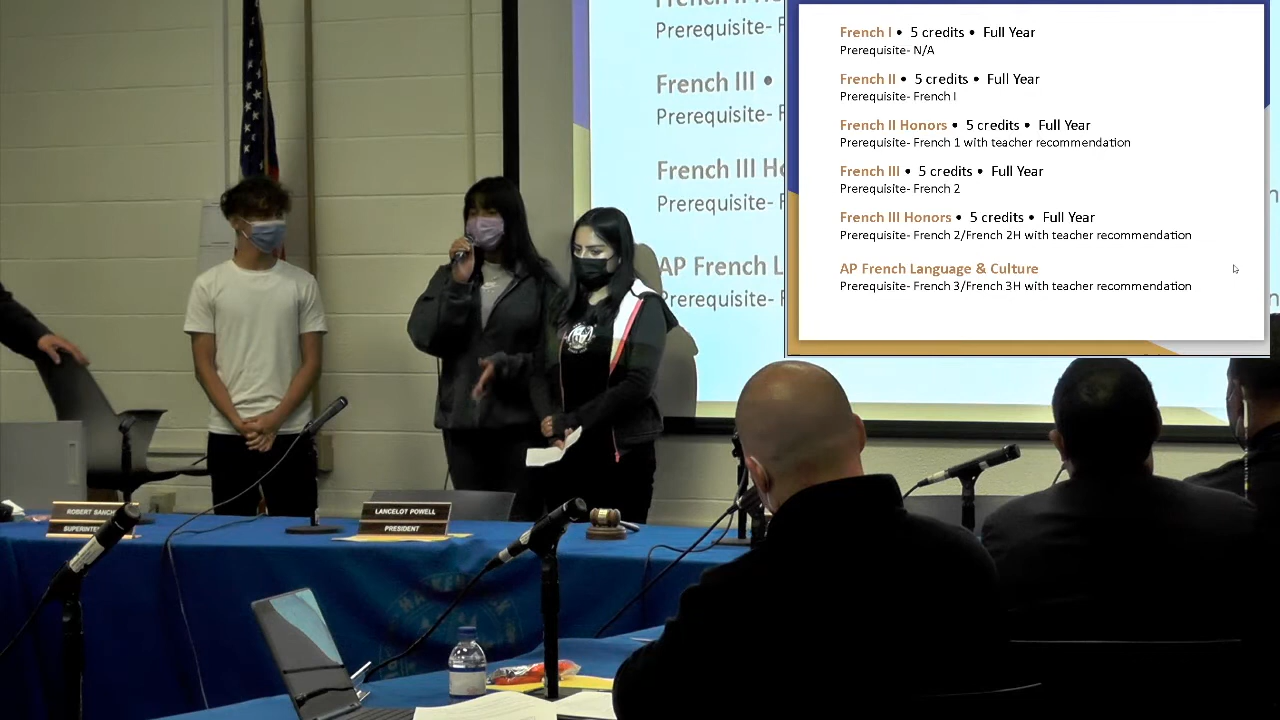 Prerequisite- F
French III •
Prerequisite- F
French III Ho
Prerequisite- F
AP French L
Prerequisite- F
French I • 5 credits • Full Year
Prerequisite- N/A
French II • 5 credits • Full Year
Prerequisite- French I
French II Honors • 5 credits • Full Year
Prerequisite- French 1 with teacher recommendation
French III • 5 credits • Full Year
Prerequisite- French 2
French III Honors • 5 credits • Full Year
Prerequisite- French 2/French 2H with teacher recommendation
AP French Language & Culture
Prerequisite- French 3/French 3H with teacher recommendation
ROBERT SANCH
SUPERINTE
LANCELOT POWELL
PRESIDENT